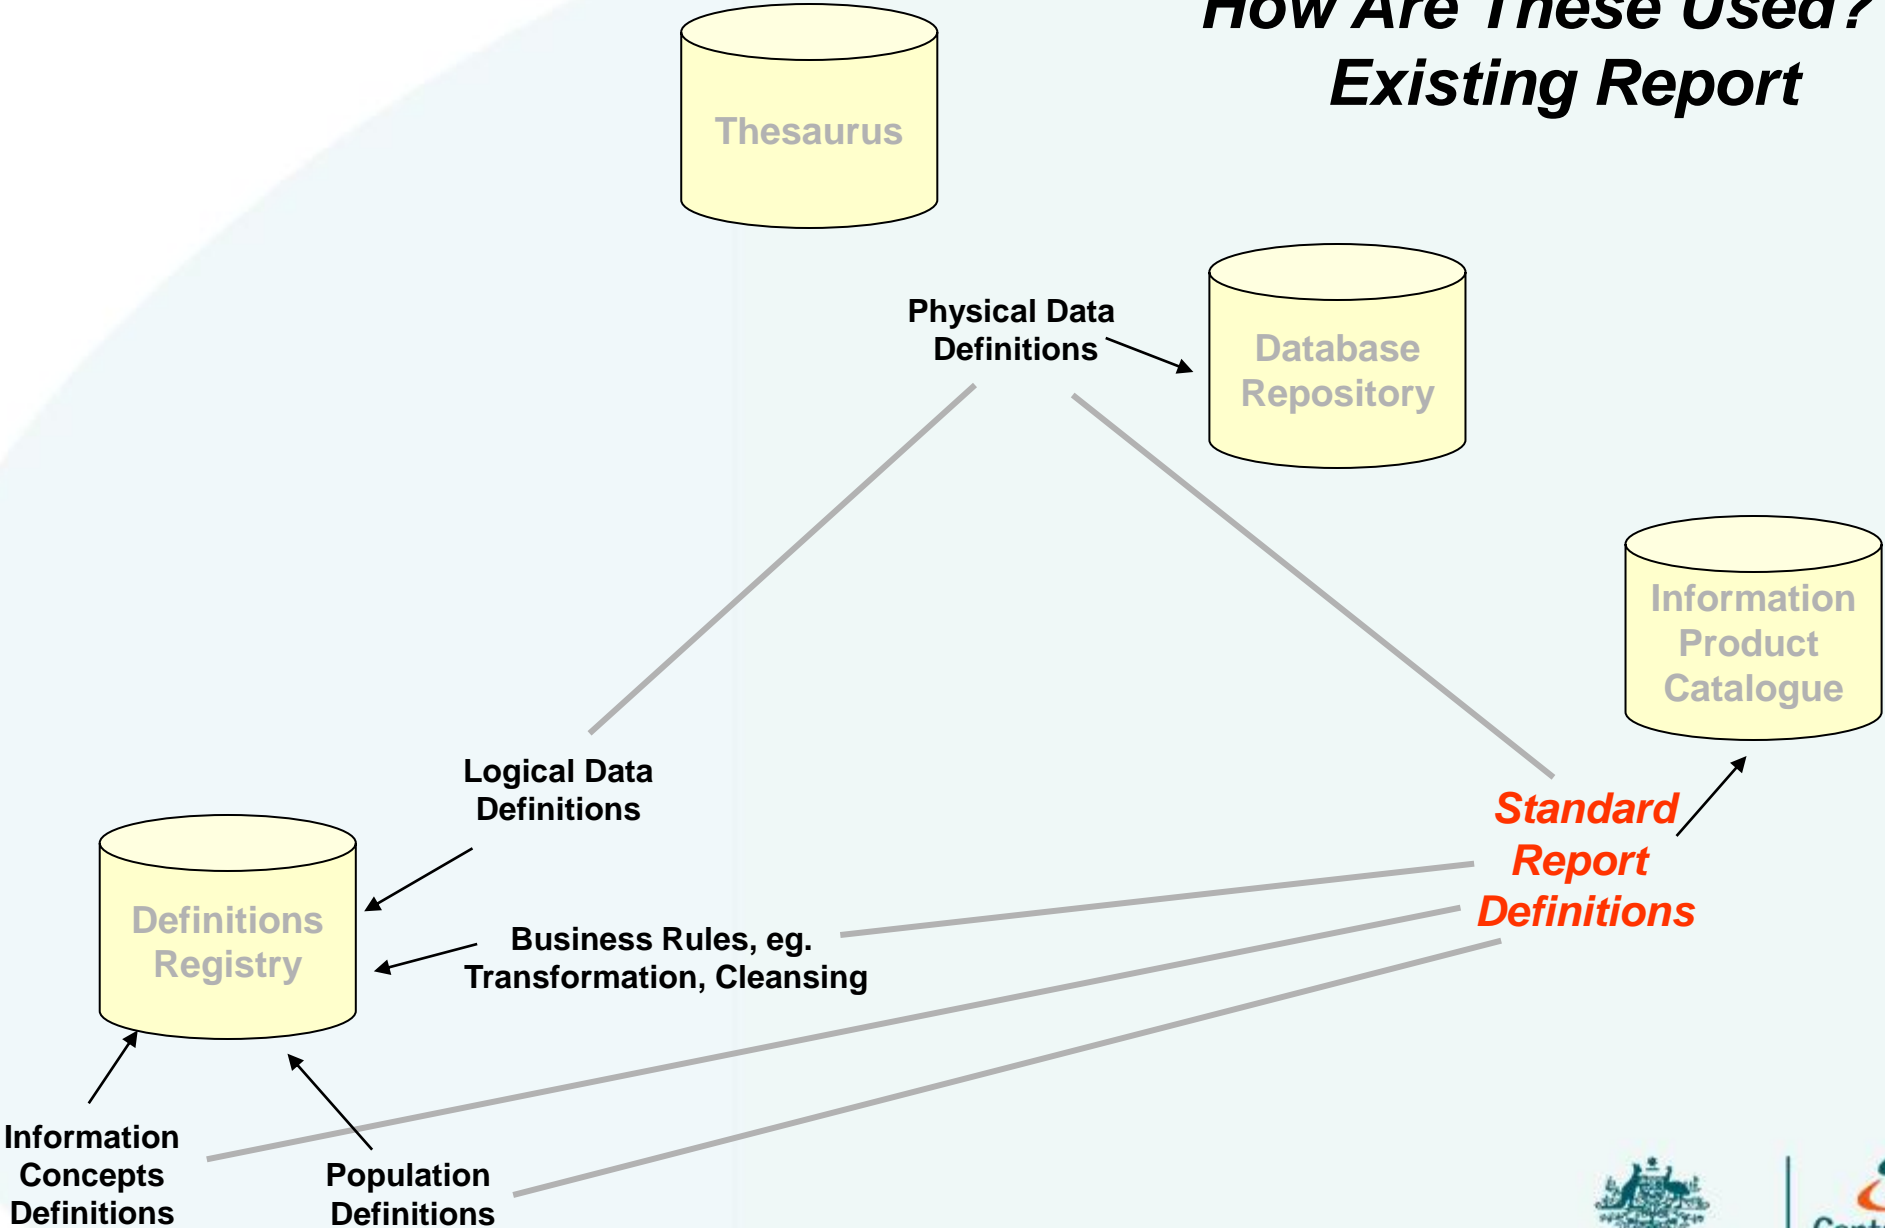 How Are These Used?
Existing Report
Thesaurus
Physical Data
Definitions
Database
Repository
Information
Product
Catalogue
Logical Data
Definitions
Standard
Report
Definitions
Definitions
Registry
Business Rules, eg.
Transformation, Cleansing
Information
Concepts
Definitions
Population
Definitions